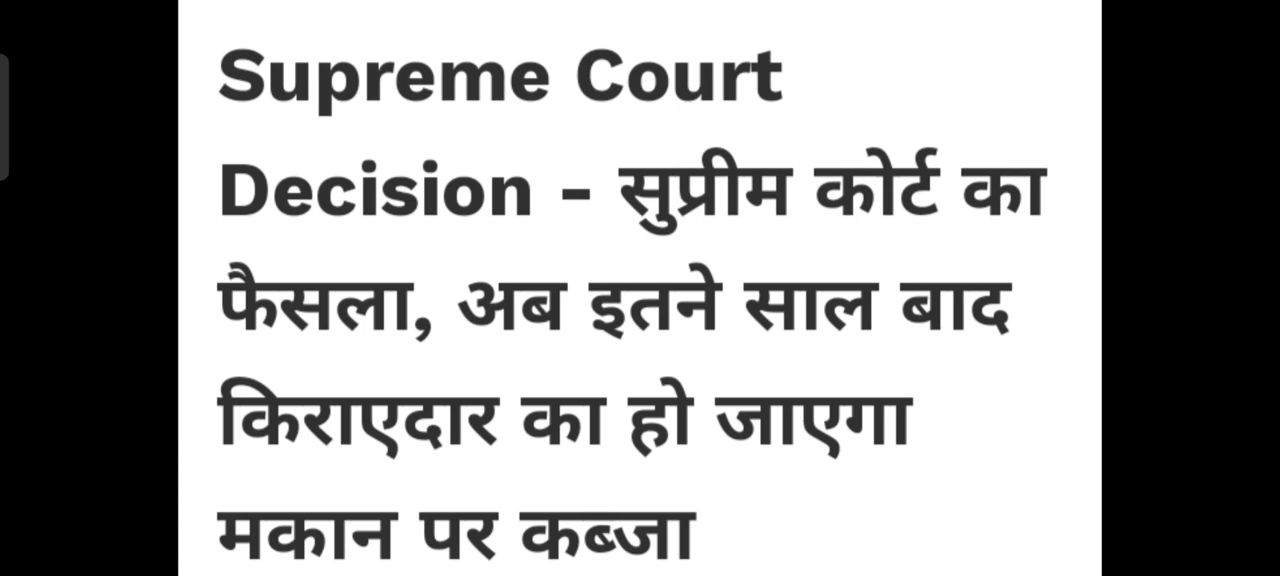 Supreme Court
Decision - सुप्रीम कोर्ट का
फैसला, अब इतने साल बाद
किराएदार का हो जाएगा
मकान पर कब्जा